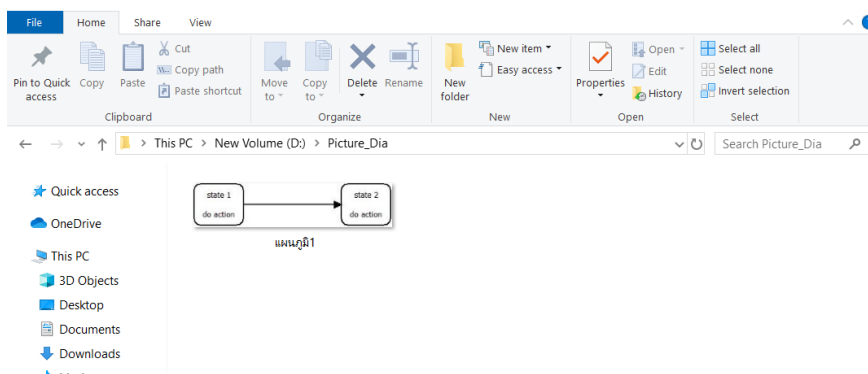 File Home Share View
Pin to Quick access
Copy
Paste
Cut
Copy path
Paste shortcut
Clipboard
Move to
Copy to
Delete
Rename
Organize
New folder
New item
Easy access
New
Properties
Open
Edit
History
Open
Select all
Select none
Invert selection
Select
This PC > New Volume (D:) > Picture_Dia
Search Picture_Dia
Quick access
OneDrive
This PC
3D Objects
Desktop
Documents
Downloads
state 1
do action
state 2
do action
แผนภูมิ1